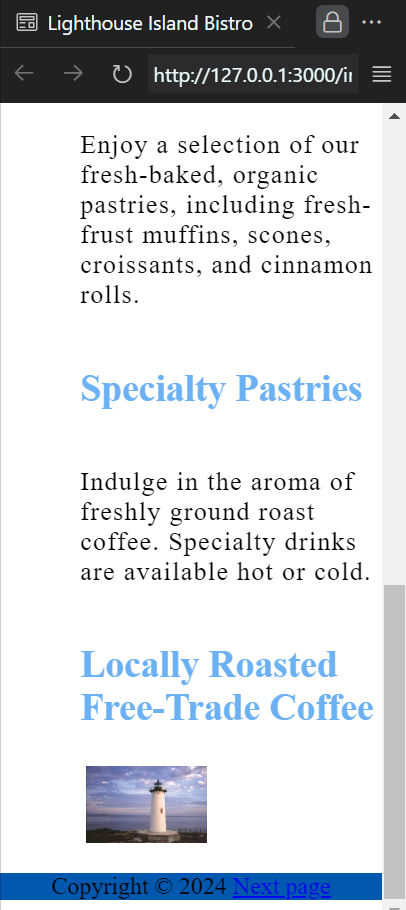 Lighthouse Island Bistro
http://127.0.0.1:3000/i
Enjoy a selection of our
fresh-baked, organic
pastries, including fresh-
frust muffins, scones,
croissants, and cinnamon
rolls.
Specialty Pastries
Indulge in the aroma of
freshly ground roast
coffee. Specialty drinks
are available hot or cold.
Locally Roasted
Free-Trade Coffee
Copyright © 2024 Next page